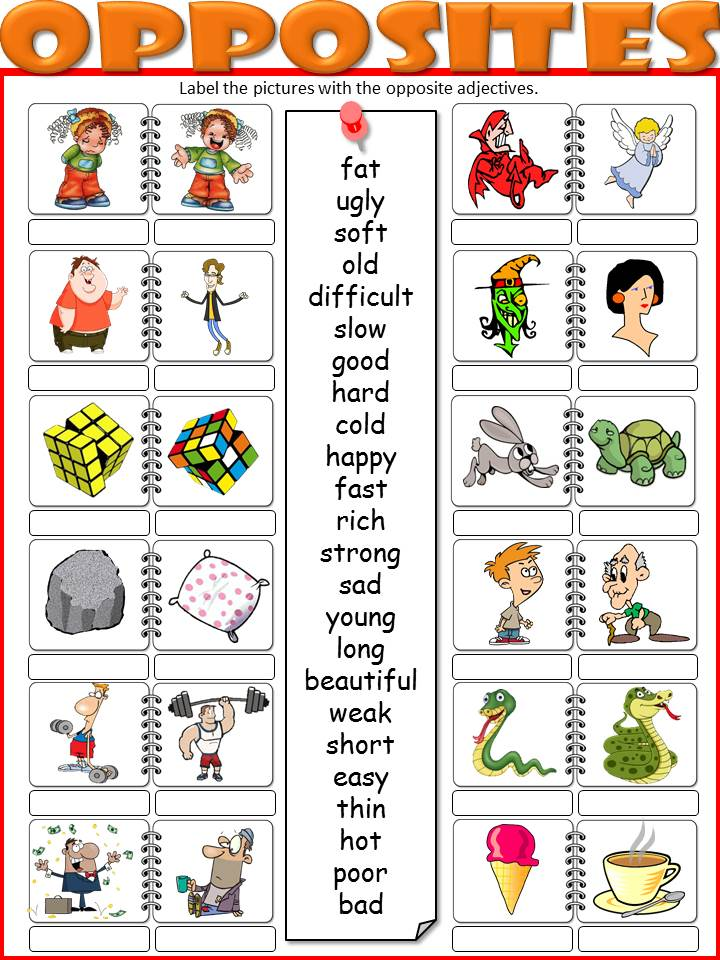 OPPOSITES
Label the pictures with the opposite adjectives.
fat
ugly
soft
old
difficult
slow
good
hard
cold
happy
fast
rich
strong
sad
young
long
beautiful
weak
short
easy
thin
hot
poor
bad